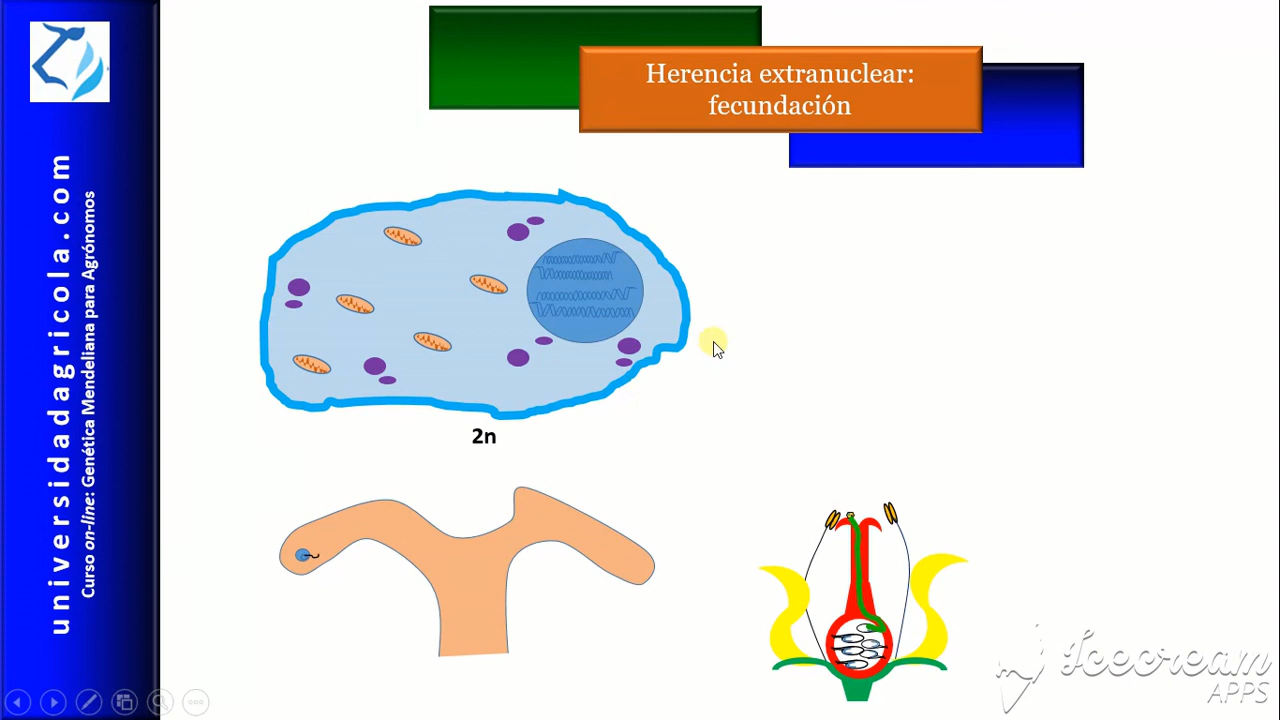 universidadagricola.com
Curso on-line: Genética Mendeliana para Agrónomos
Herencia extranuclear:
fecundación
2n
Icecream
APPS